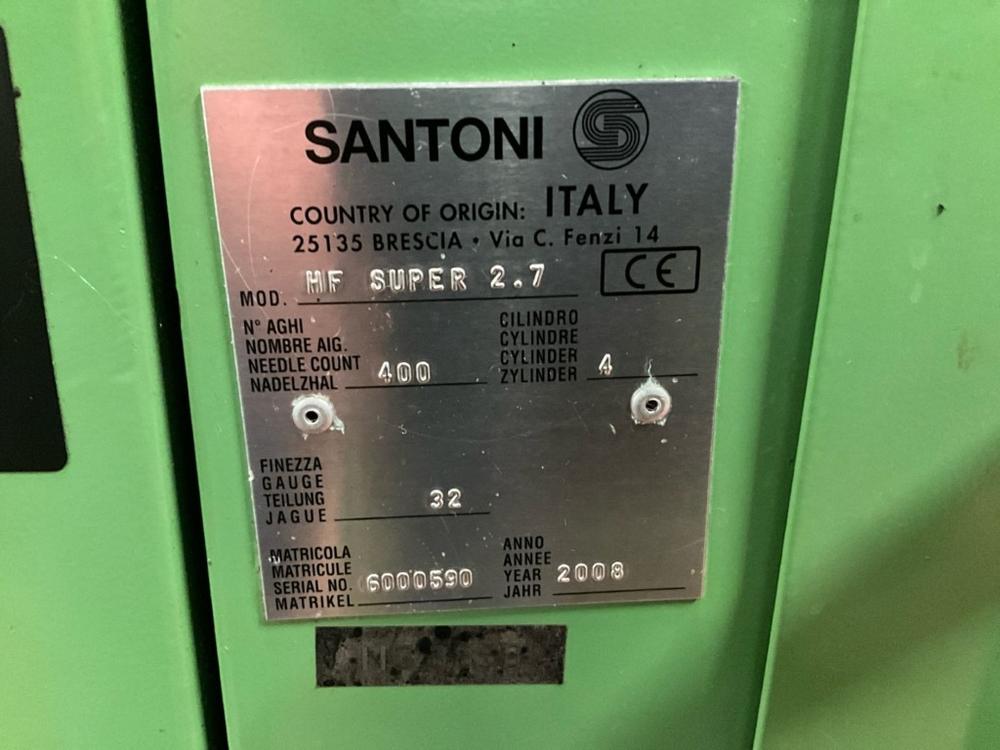 SANTONI
COUNTRY OF ORIGIN: ITALY
25135 BRESCIA • Via C. Fenzi 14
MOD. HF SUPER 2.7 CE
N° AGHI
NOMBRE AIG.
NEEDLE COUNT 400
NADELZHAL
CILINDRO
CYLINDRE
CYLINDER 4
ZYLINDER
FINEZZA
GAUGE
TEILUNG 32
JAGUE
MATRICOLA
MATRICULE
SERIAL NO. 6000590
MATRIKEL
ANNO
ANNEE
YEAR 2008
JAHR